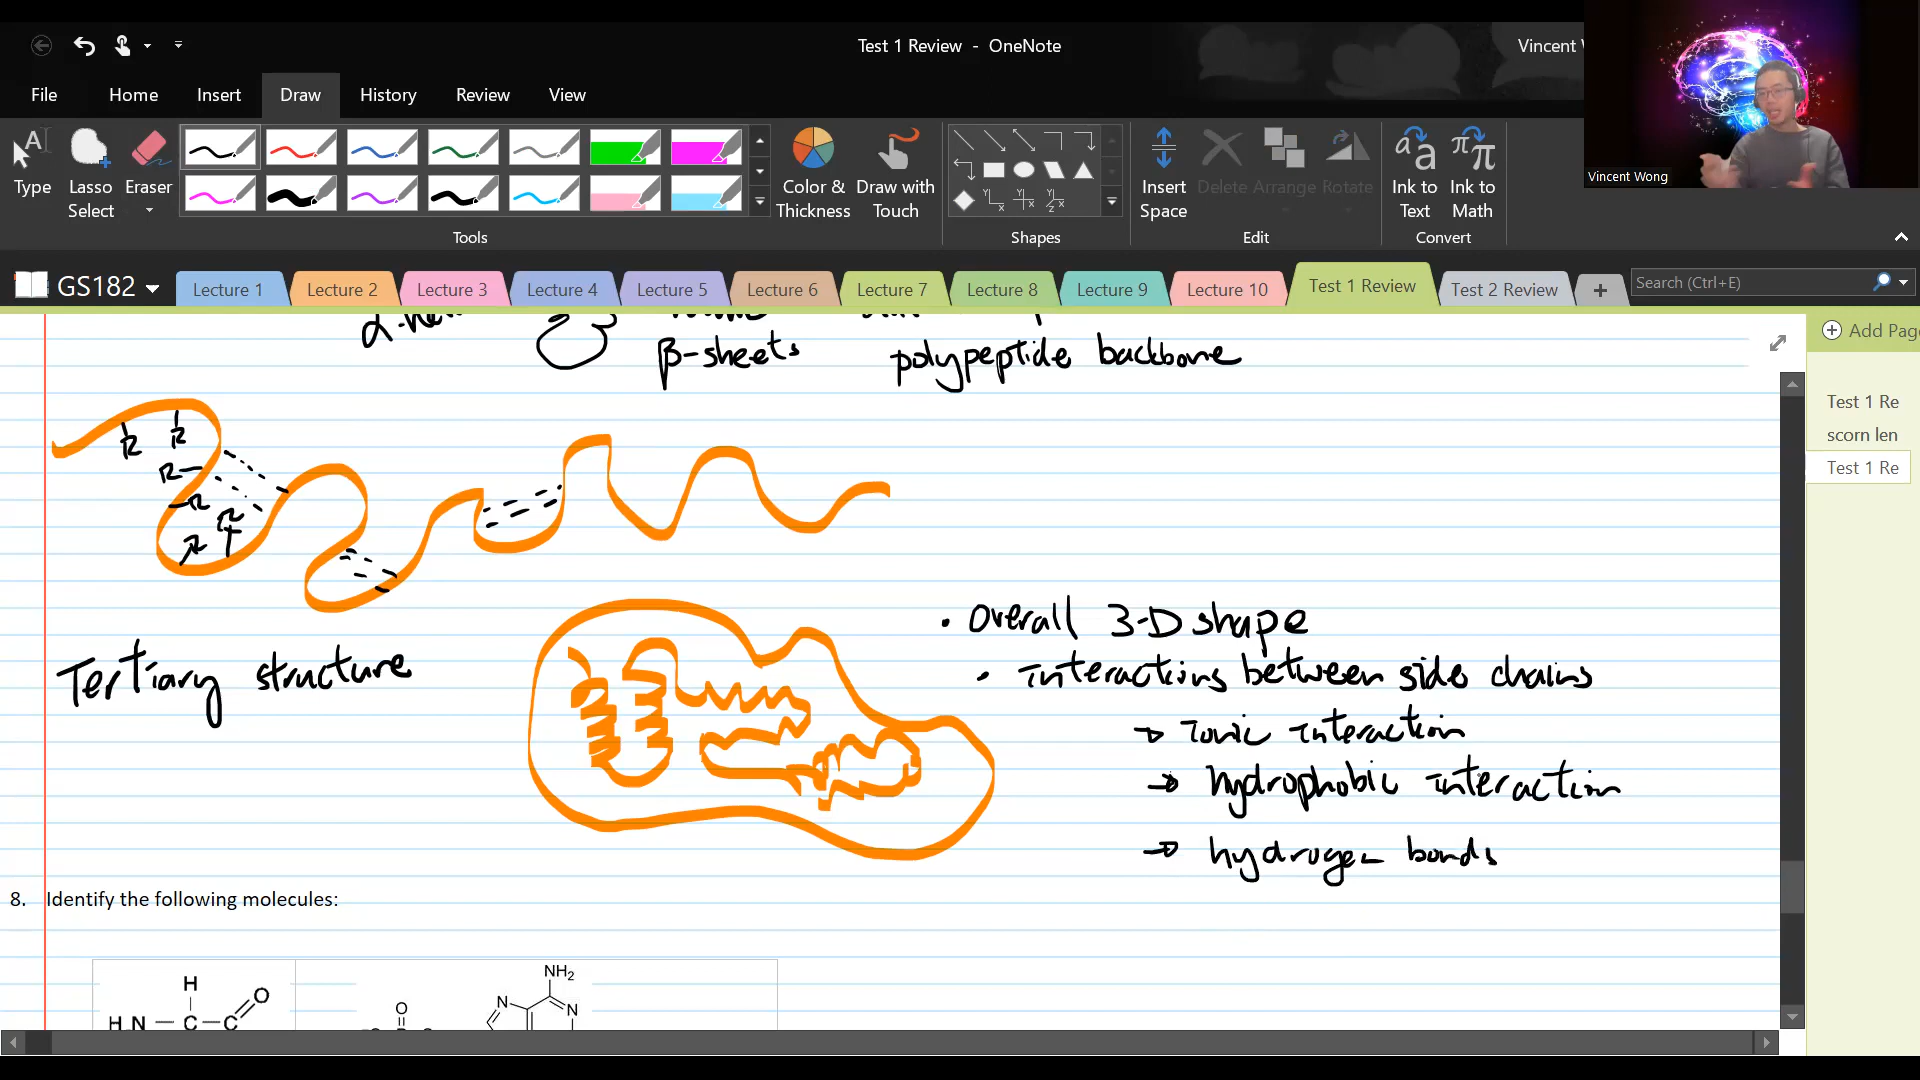 Test 1 Review - OneNote
Vincent W
File Home Insert Draw History Review View
Type
Lasso Select
Eraser
Color & Thickness
Draw with Touch
Insert Space
Delete
Arrange
Rotate
Ink to Text
Ink to Math
Tools
Shapes
Edit
Convert
Vincent Wong
GS182
Lecture 1 Lecture 2 Lecture 3 Lecture 4 Lecture 5 Lecture 6 Lecture 7 Lecture 8 Lecture 9 Lecture 10 Test 1 Review Test 2 Review
Search (Ctrl+E)
Add Pag
Test 1 Re
scorn len
Test 1 Re
β-sheets polypeptide backbone
R R
R
R R
R
Tertiary structure
• Overall 3-D shape
• interactions between side chains
→ Ionic interaction
→ hydrophobic interaction
→ hydrogen bonds
8. Identify the following molecules:
H
H N — C — C O
O
NH2
N N